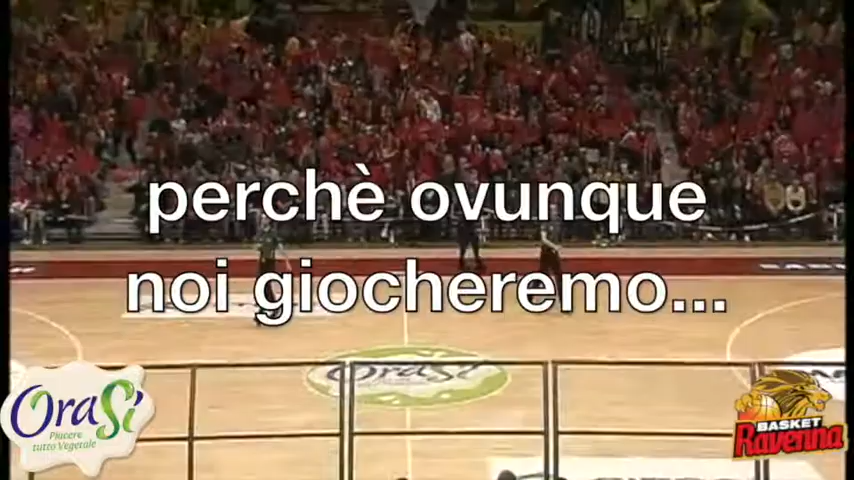 perchè ovunque
noi giocheremo...
OraSì
OraSì
Piacere
tutto Vegetale
BASKET
Ravenna